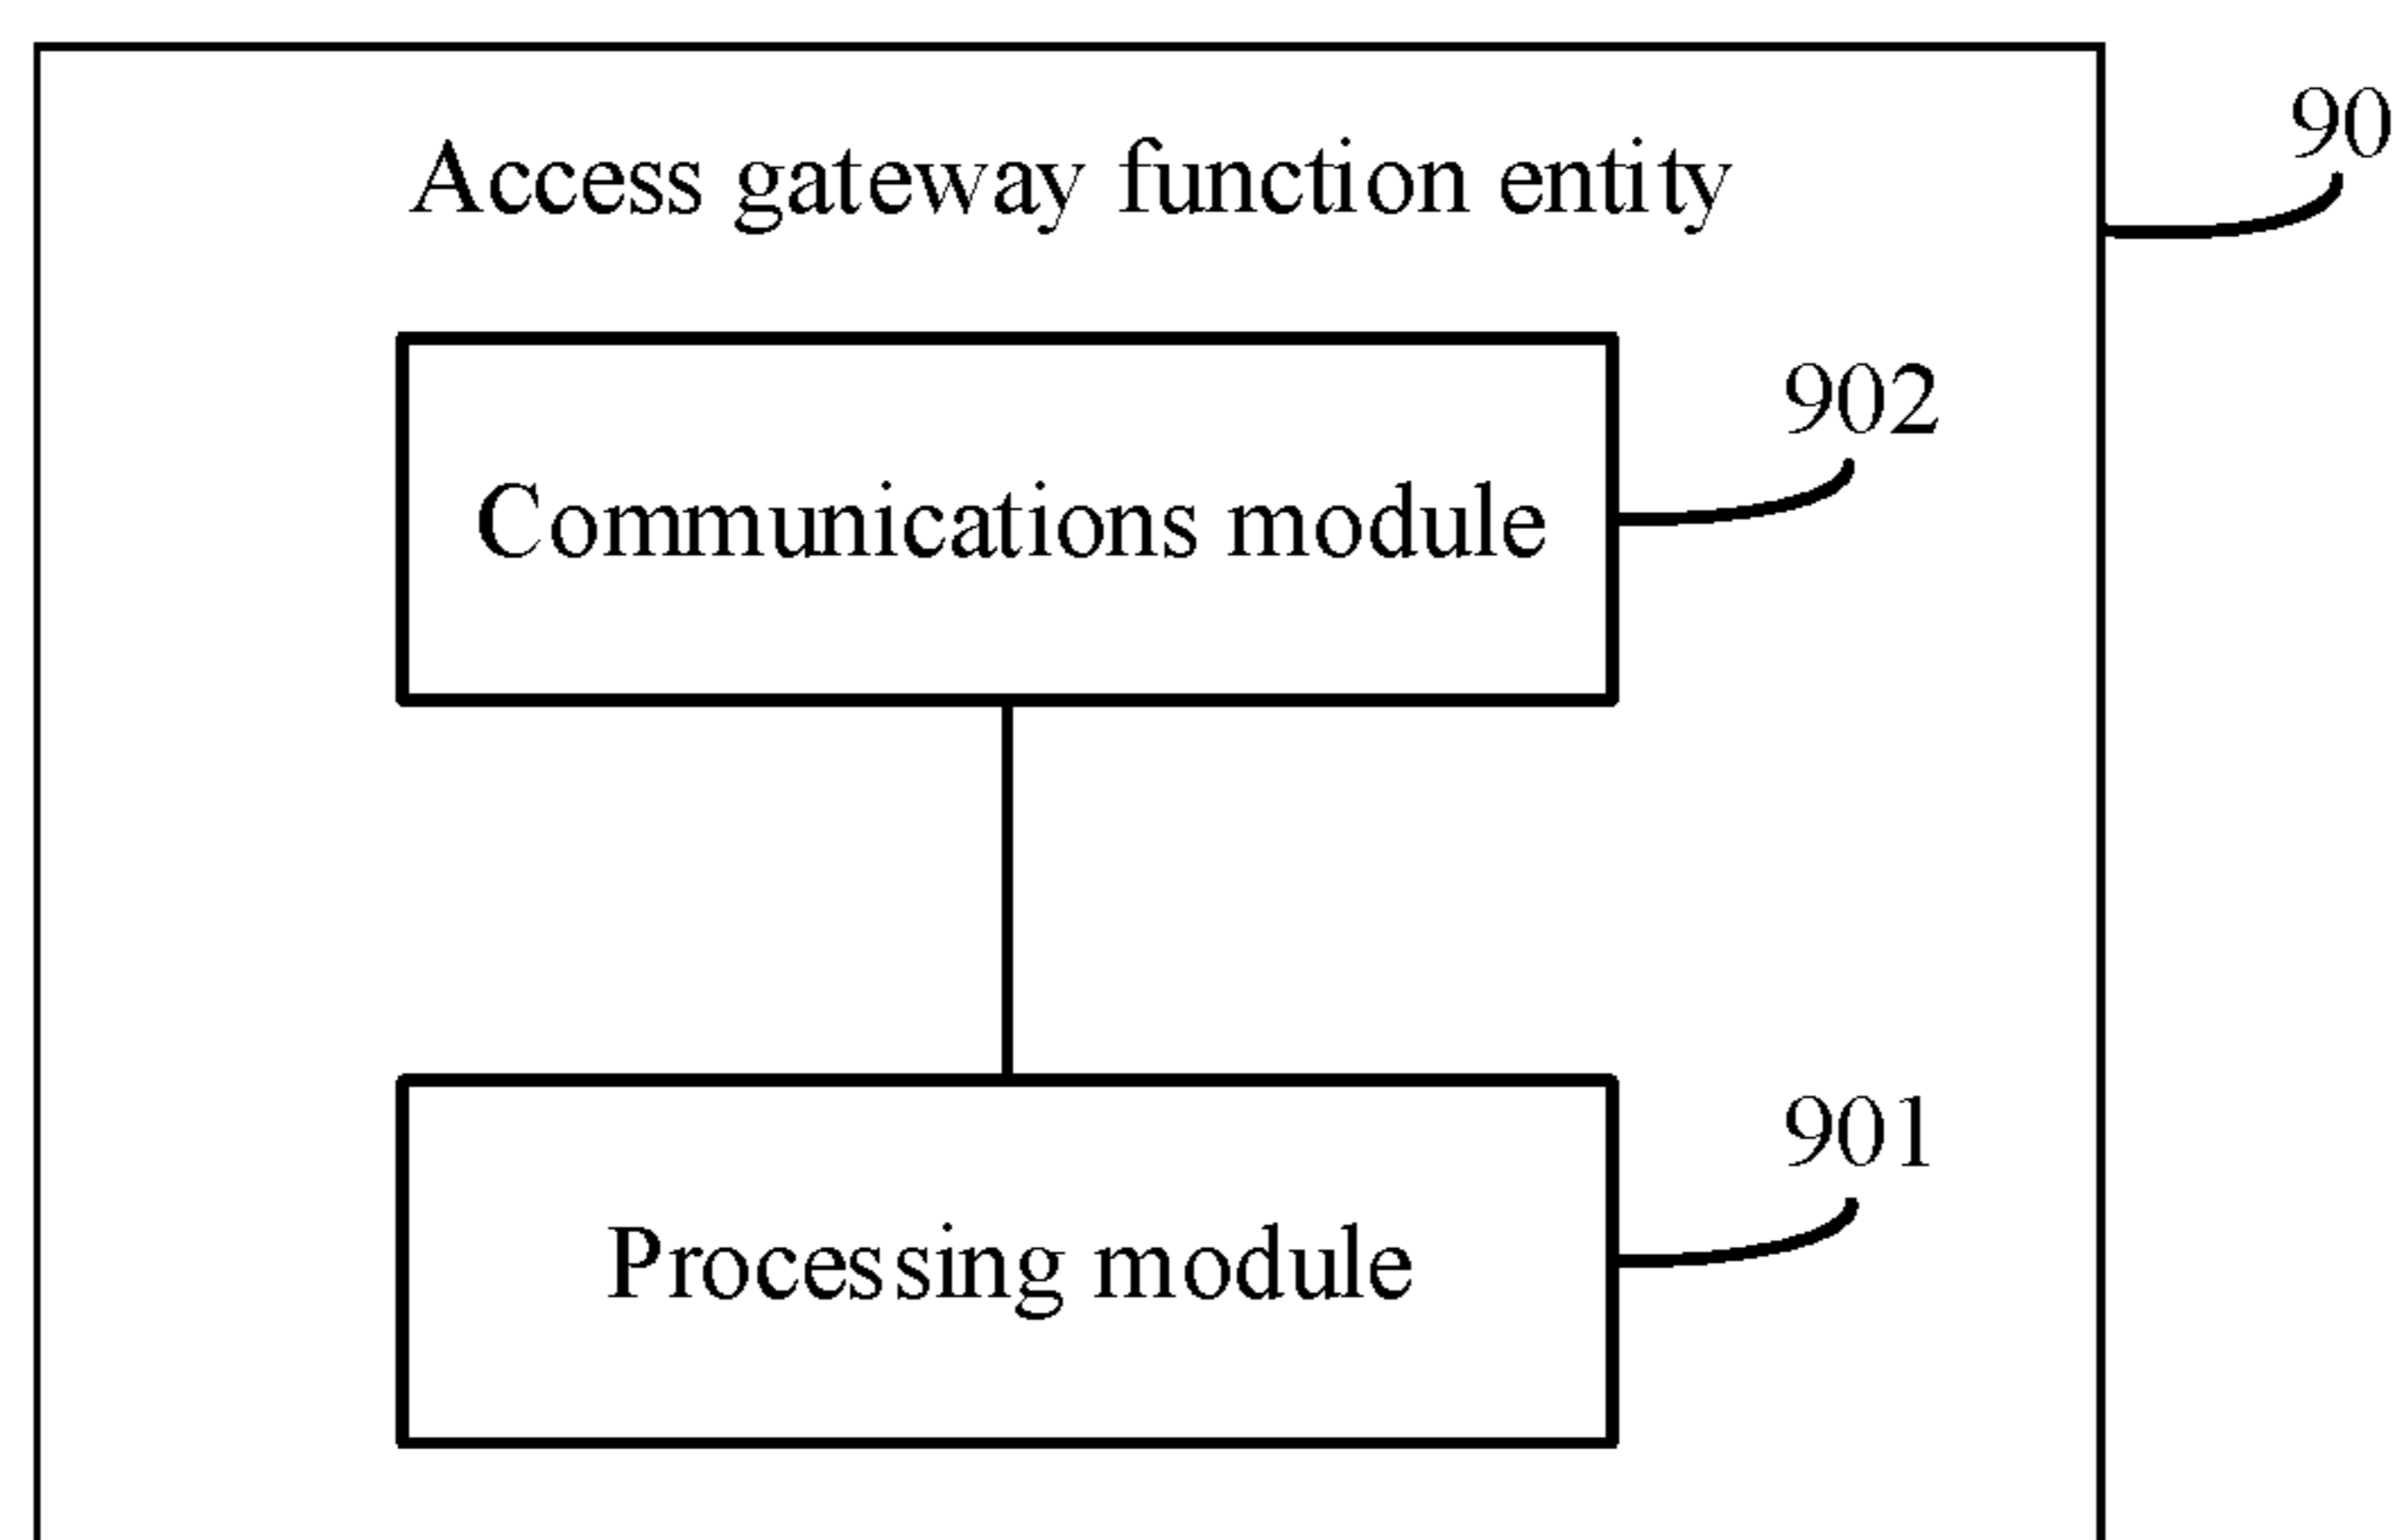 90
Access gateway function entity
902
Communications module
901
Processing module